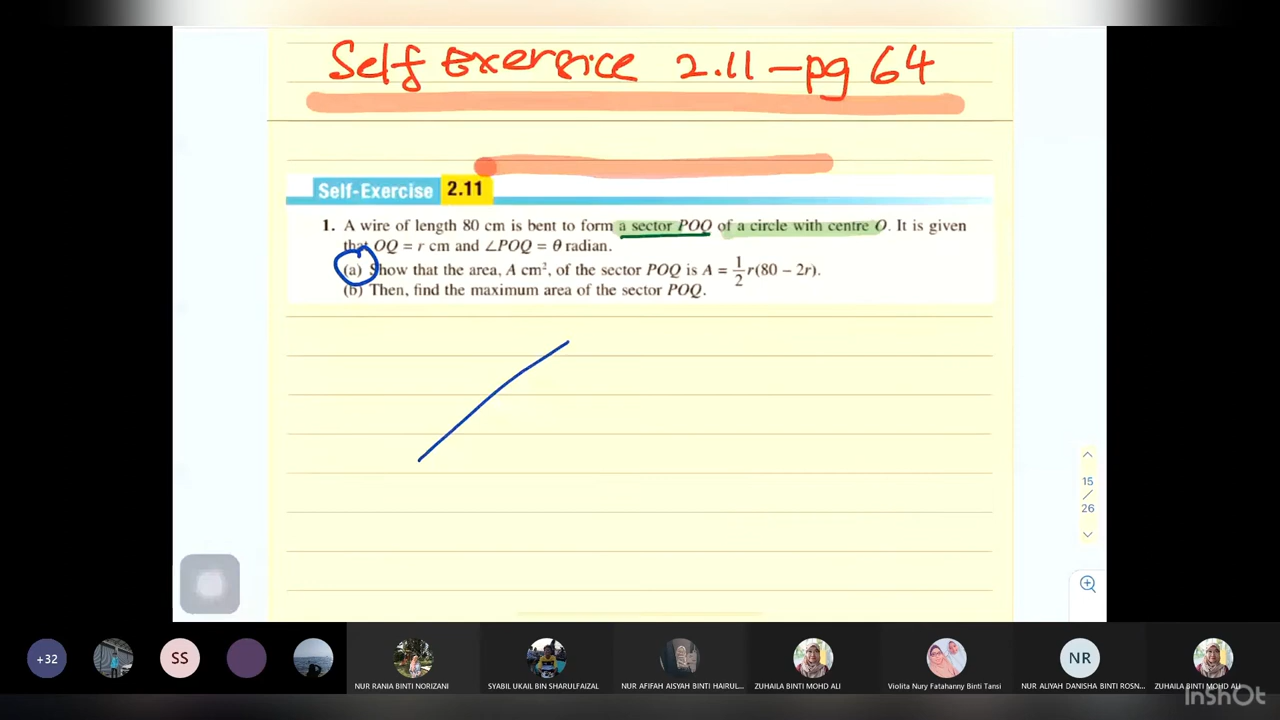 Self Exersice 2.11 - pg 64
Self-Exercise 2.11
1. A wire of length 80 cm is bent to form a sector POQ of a circle with centre O. It is given
that OQ = r cm and ∠POQ = θ radian.
(a) Show that the area, A cm², of the sector POQ is A = 1/2 r(80 – 2r).
(b) Then, find the maximum area of the sector POQ.
15
/
26
+32
SS
NR
NUR RANIA BINTI NORIZANI
SYABIL UKAIL BIN SHARULFAIZAL
NUR AFIFAH AISYAH BINTI HAIRUL...
ZUHAILA BINTI MOHD ALI
Violita Nury Fatahanny Binti Tansi
NUR ALIYAH DANISHA BINTI ROSN...
ZUHAILA BINTI MOHD ALI
InShOt